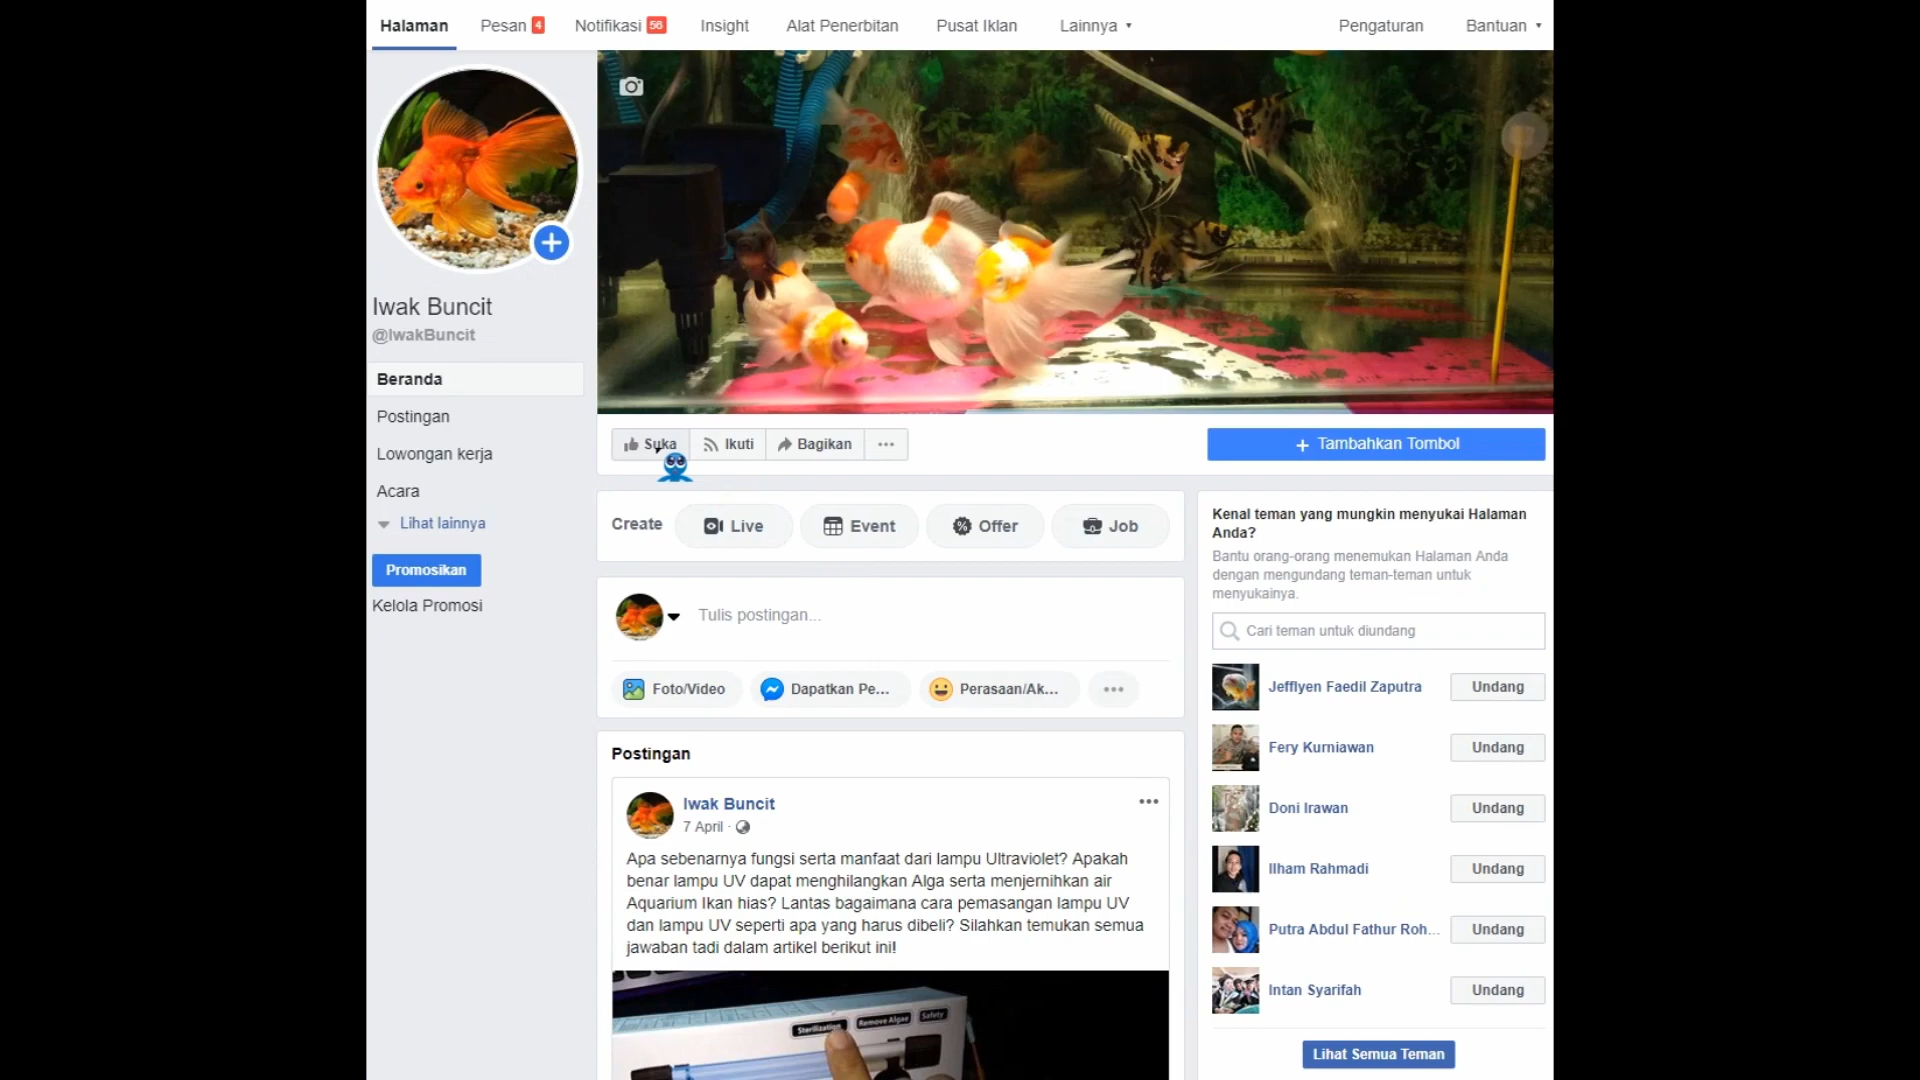 Halaman
Pesan 4
Notifikasi 56
Insight
Alat Penerbitan
Pusat Iklan
Lainnya
Pengaturan
Bantuan
Iwak Buncit
@IwakBuncit
Beranda
Postingan
Lowongan kerja
Acara
Lihat lainnya
Promosikan
Kelola Promosi
Suka
Ikuti
Bagikan
+ Tambahkan Tombol
Create
Live
Event
Offer
Job
Tulis postingan...
Foto/Video
Dapatkan Pe...
Perasaan/Ak...
Postingan
Iwak Buncit
7 April ·
Apa sebenarnya fungsi serta manfaat dari lampu Ultraviolet? Apakah
benar lampu UV dapat menghilangkan Alga serta menjernihkan air
Aquarium Ikan hias? Lantas bagaimana cara pemasangan lampu UV
dan lampu UV seperti apa yang harus dibeli? Silahkan temukan semua
jawaban tadi dalam artikel berikut ini!
Sterilization
Remove Algae
Safety
Kenal teman yang mungkin menyukai Halaman
Anda?
Bantu orang-orang menemukan Halaman Anda
dengan mengundang teman-teman untuk
menyukainya.
Cari teman untuk diundang
Jefflyen Faedil Zaputra
Undang
Fery Kurniawan
Undang
Doni Irawan
Undang
Ilham Rahmadi
Undang
Putra Abdul Fathur Roh...
Undang
Intan Syarifah
Undang
Lihat Semua Teman